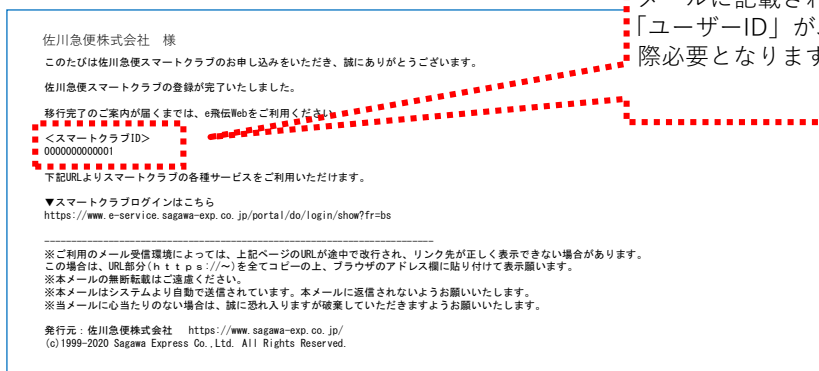 メールに記載され
「ユーザーID」が
際必要となります
佐川急便株式会社　様
このたびは佐川急便スマートクラブのお申し込みをいただき、誠にありがとうございます。
佐川急便スマートクラブの登録が完了いたしました。
移行完了のご案内が届くまでは、e飛伝Webをご利用ください
<スマートクラブID>
0000000000001
下記URLよりスマートクラブの各種サービスをご利用いただけます。
▼スマートクラブログインはこちら
https://www.e-service.sagawa-exp.co.jp/portal/do/login/show?fr=bs
※ご利用のメール受信環境によっては、上記ページのURLが途中で改行され、リンク先が正しく表示できない場合があります。
この場合は、URL部分(ｈｔｔｐｓ://～)を全てコピーの上、ブラウザのアドレス欄に貼り付けて表示願います。
※本メールの無断転載はご遠慮ください。
※本メールはシステムより自動で送信されています。本メールに返信されないようお願いいたします。
※当メールに心当たりのない場合は、誠に恐れ入りますが破棄していただきますようお願いいたします。
発行元：佐川急便株式会社　https://www.sagawa-exp.co.jp/
(c)1999-2020 Sagawa Express Co.,Ltd. All Rights Reserved.